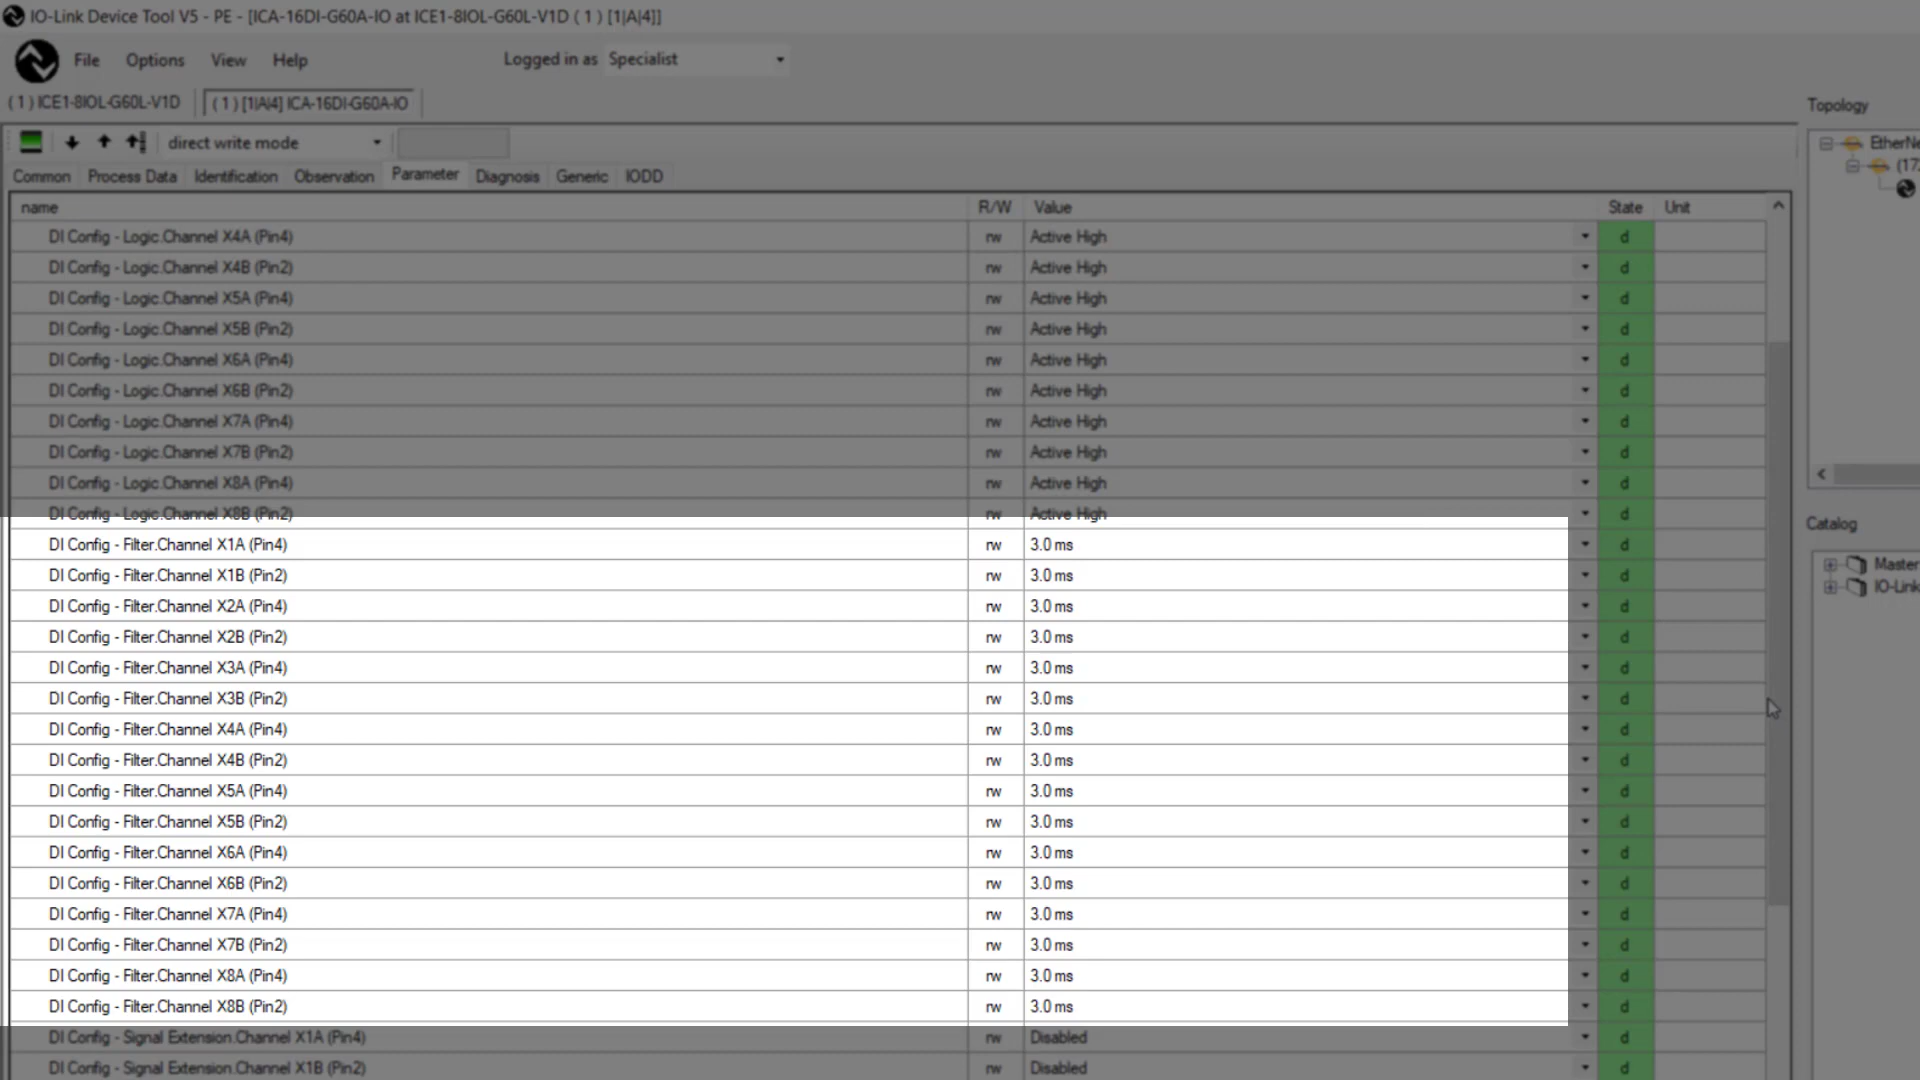 IO-Link Device Tool V5 - PE - [ICA-16DI-G60A-IO at ICE1-8IOL-G60L-V1D ( 1 ) [1|A|4]]
File Options View Help Logged in as Specialist
( 1 ) ICE1-8IOL-G60L-V1D ( 1 ) [1|A|4] ICA-16DI-G60A-IO
Topology
direct write mode
EtherNe
(17
Common Process Data Identification Observation Parameter Diagnosis Generic IODD
name R/W Value State Unit
DI Config - Logic.Channel X4A (Pin4) rw Active High d
DI Config - Logic.Channel X4B (Pin2) rw Active High d
DI Config - Logic.Channel X5A (Pin4) rw Active High d
DI Config - Logic.Channel X5B (Pin2) rw Active High d
DI Config - Logic.Channel X6A (Pin4) rw Active High d
DI Config - Logic.Channel X6B (Pin2) rw Active High d
DI Config - Logic.Channel X7A (Pin4) rw Active High d
DI Config - Logic.Channel X7B (Pin2) rw Active High d
DI Config - Logic.Channel X8A (Pin4) rw Active High d
DI Config - Logic.Channel X8B (Pin2) rw Active High d
Catalog
DI Config - Filter.Channel X1A (Pin4) rw 3.0 ms d
Master
DI Config - Filter.Channel X1B (Pin2) rw 3.0 ms d
IO-Link
DI Config - Filter.Channel X2A (Pin4) rw 3.0 ms d
DI Config - Filter.Channel X2B (Pin2) rw 3.0 ms d
DI Config - Filter.Channel X3A (Pin4) rw 3.0 ms d
DI Config - Filter.Channel X3B (Pin2) rw 3.0 ms d
DI Config - Filter.Channel X4A (Pin4) rw 3.0 ms d
DI Config - Filter.Channel X4B (Pin2) rw 3.0 ms d
DI Config - Filter.Channel X5A (Pin4) rw 3.0 ms d
DI Config - Filter.Channel X5B (Pin2) rw 3.0 ms d
DI Config - Filter.Channel X6A (Pin4) rw 3.0 ms d
DI Config - Filter.Channel X6B (Pin2) rw 3.0 ms d
DI Config - Filter.Channel X7A (Pin4) rw 3.0 ms d
DI Config - Filter.Channel X7B (Pin2) rw 3.0 ms d
DI Config - Filter.Channel X8A (Pin4) rw 3.0 ms d
DI Config - Filter.Channel X8B (Pin2) rw 3.0 ms d
DI Config - Signal Extension.Channel X1A (Pin4) rw Disabled d
DI Config - Signal Extension.Channel X1B (Pin2) rw Disabled d